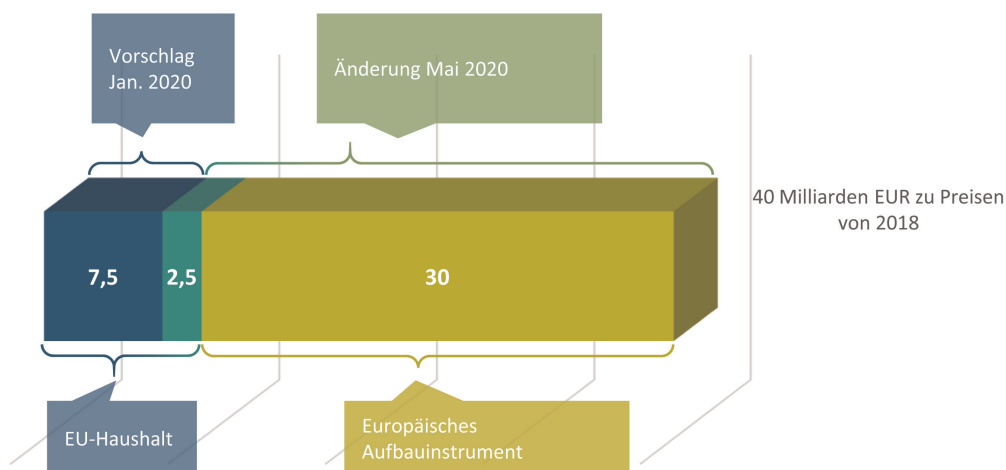 Vorschlag
Jan. 2020
Änderung Mai 2020
40 Milliarden EUR zu Preisen
von 2018
7,5
2,5
30
EU-Haushalt
Europäisches
Aufbauinstrument